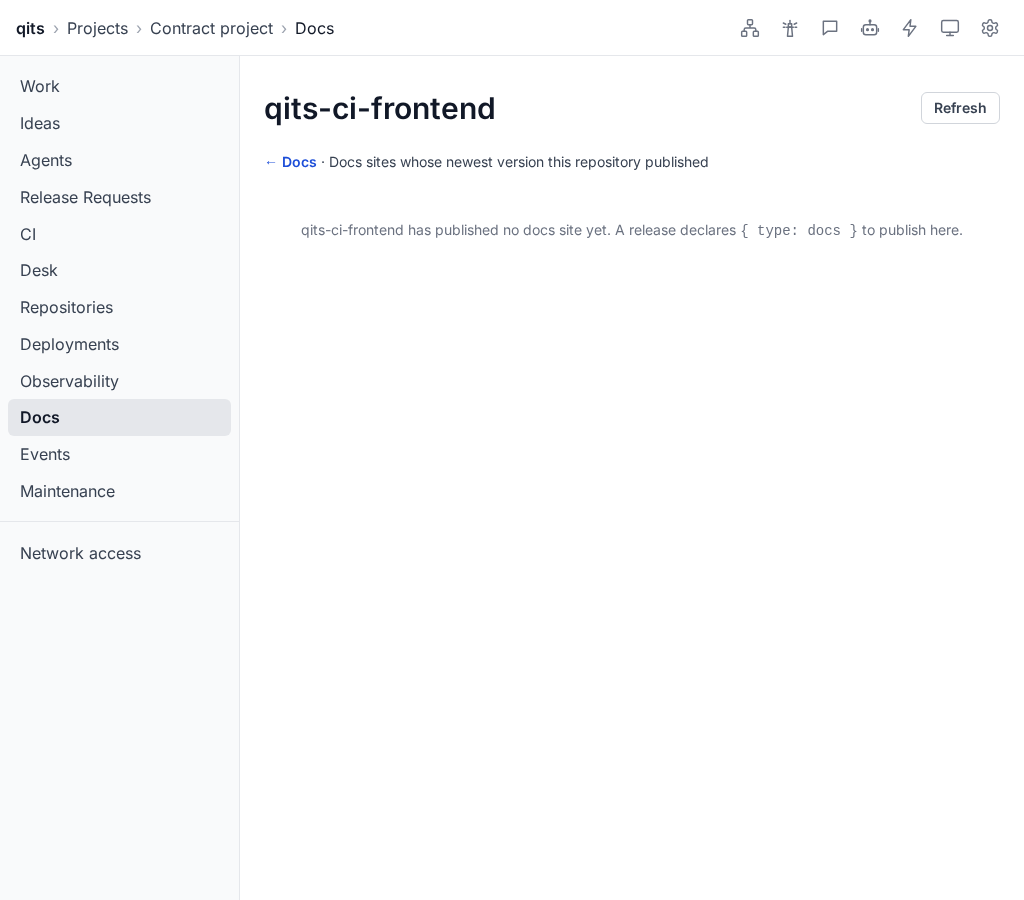 qits › Projects › Contract project › Docs
Work
Ideas
Agents
Release Requests
CI
Desk
Repositories
Deployments
Observability
Docs
Events
Maintenance
Network access
qits-ci-frontend
Refresh
← Docs · Docs sites whose newest version this repository published
qits-ci-frontend has published no docs site yet. A release declares { type: docs } to publish here.